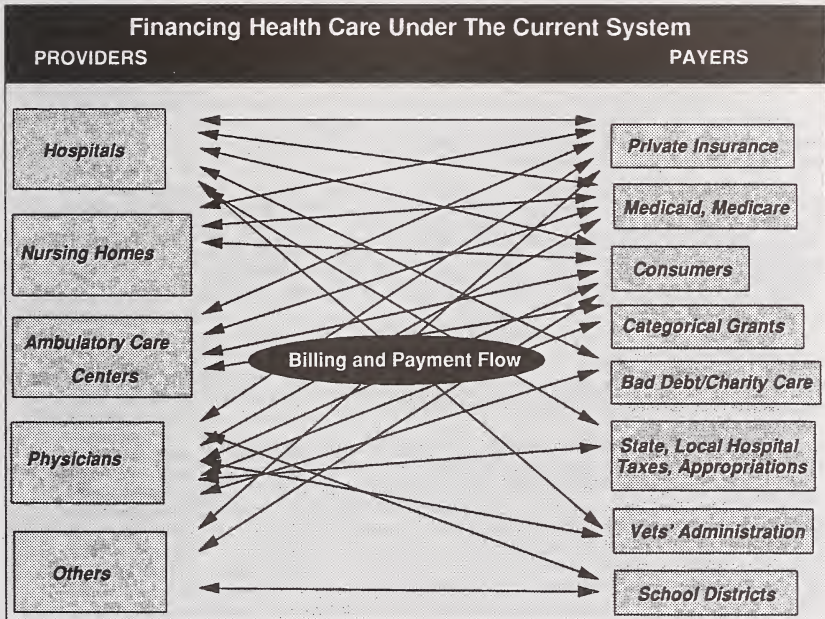 Financing Health Care Under The Current System
PROVIDERS
PAYERS
Hospitals
Nursing Homes
Ambulatory Care
Centers
Physicians
Others
Billing and Payment Flow
Private Insurance
Medicaid, Medicare
Consumers
Categorical Grants
Bad Debt/Charity Care
State, Local Hospital
Taxes, Appropriations
Vets' Administration
School Districts